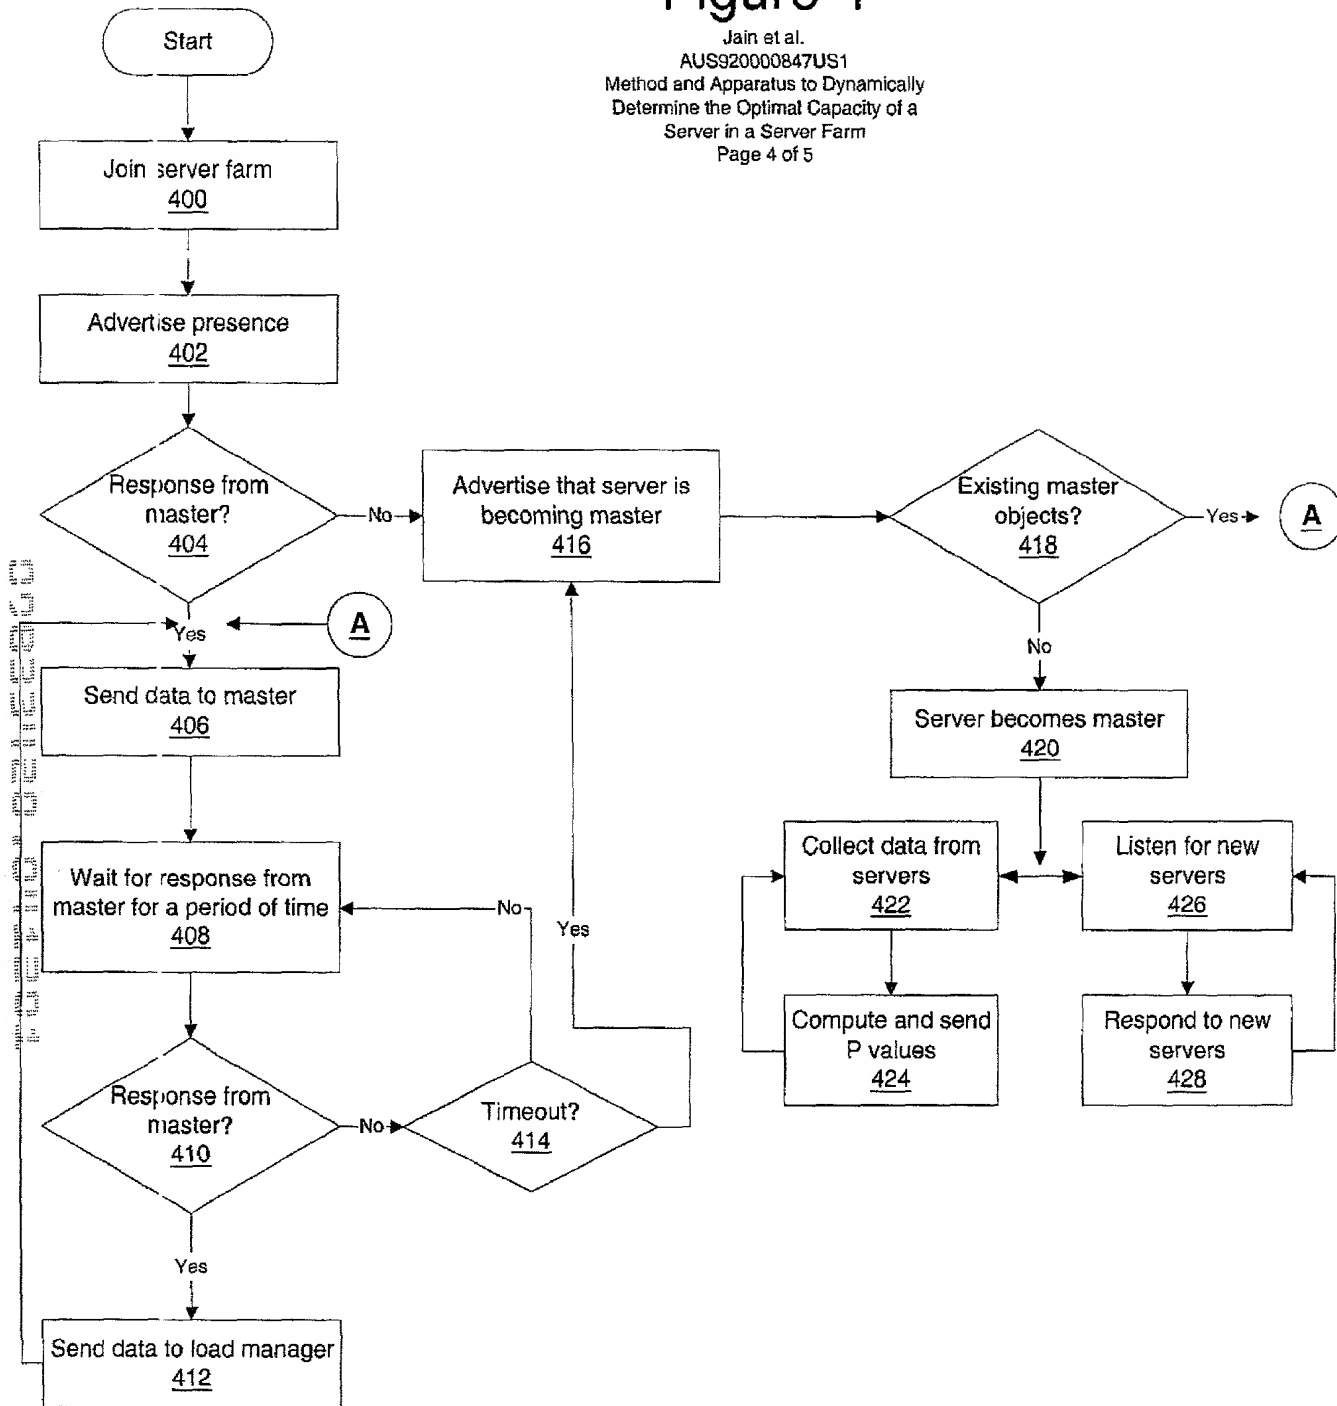 Figure 4
Jain et al.
AUS920000847US1
Method and Apparatus to Dynamically
Determine the Optimal Capacity of a
Server in a Server Farm
Page 4 of 5
Start
Join server farm
400
Advertise presence
402
Response from
master?
404
No
Advertise that server is
becoming master
416
Existing master
objects?
418
Yes
A
Yes
A
Send data to master
406
Wait for response from
master for a period of time
408
Response from
master?
410
No
Timeout?
414
No
Yes
Yes
Send data to load manager
412
No
Server becomes master
420
Collect data from
servers
422
Compute and send
P values
424
Listen for new
servers
426
Respond to new
servers
428